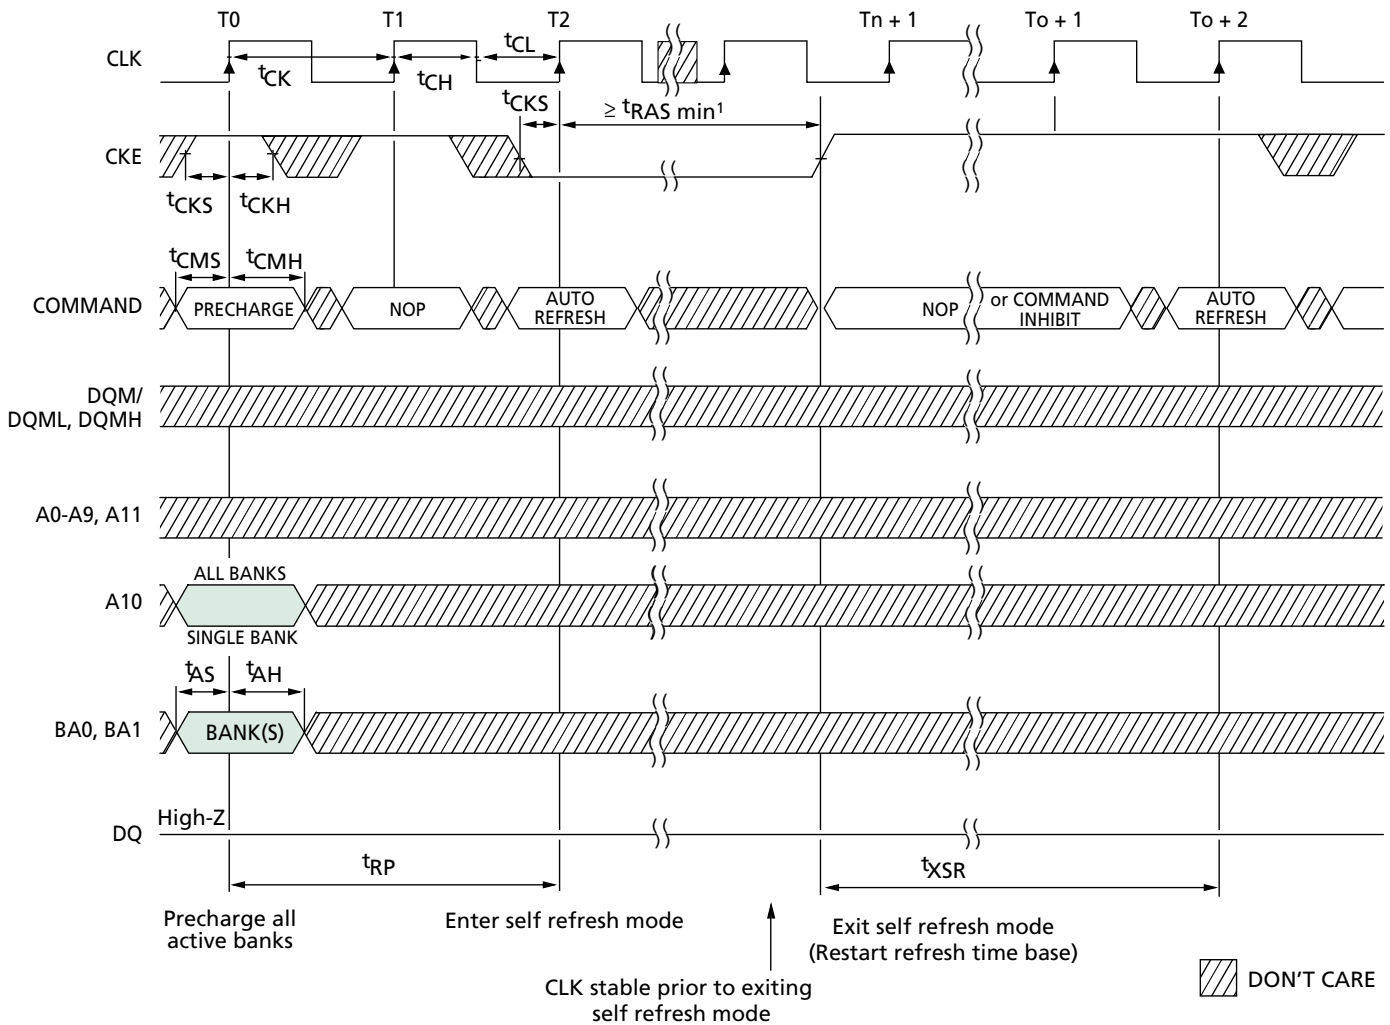 T0 T1 T2 Tn + 1 To + 1 To + 2
CLK
tCK tCH tCL
tCKS ≥ tRAS min1
CKE
tCKS tCKH
tCMS tCMH
COMMAND PRECHARGE NOP AUTO REFRESH NOP or COMMAND INHIBIT AUTO REFRESH
DQM/
DQML, DQMH
A0-A9, A11
ALL BANKS
A10
SINGLE BANK
tAS tAH
BA0, BA1 BANK(S)
High-Z
DQ
tRP tXSR
Precharge all
active banks
Enter self refresh mode
Exit self refresh mode
(Restart refresh time base)
CLK stable prior to exiting
self refresh mode
DON'T CARE